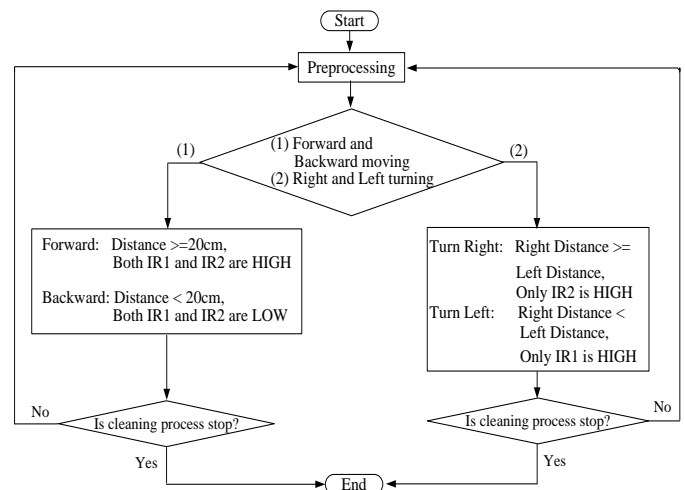 Start
Preprocessing
(1)
(1) Forward and
Backward moving
(2) Right and Left turning
(2)
Forward: Distance >=20cm,
Both IR1 and IR2 are HIGH
Backward: Distance < 20cm,
Both IR1 and IR2 are LOW
Turn Right: Right Distance >=
Left Distance,
Only IR2 is HIGH
Turn Left: Right Distance <
Left Distance,
Only IR1 is HIGH
No
Is cleaning process stop?
Yes
Is cleaning process stop?
No
Yes
End